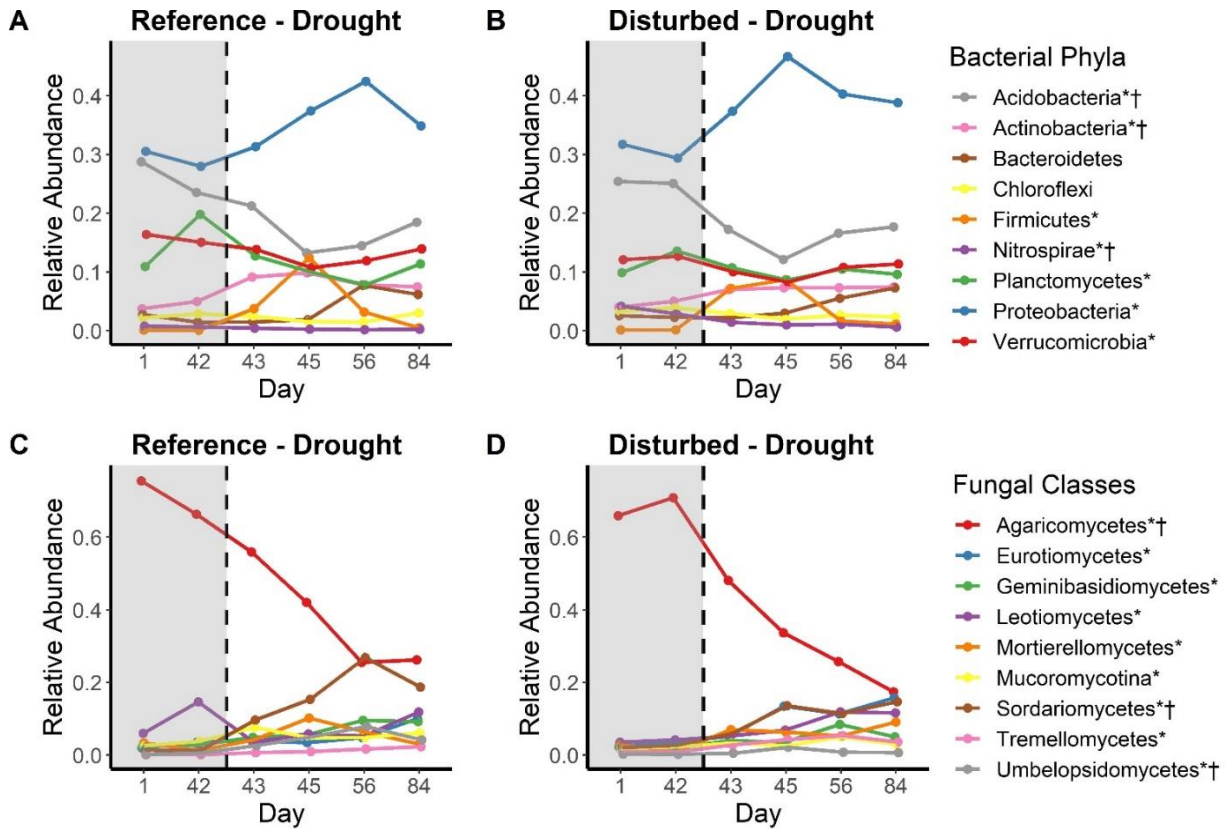 A
Reference - Drought
B
Disturbed - Drought
Relative Abundance
0.4
0.3
0.2
0.1
0.0
1 42 43 45 56 84
Day
Relative Abundance
0.4
0.3
0.2
0.1
0.0
1 42 43 45 56 84
Day
Bacterial Phyla
Acidobacteria*†
Actinobacteria*†
Bacteroidetes
Chloroflexi
Firmicutes*
Nitrospirae*†
Planctomycetes*
Proteobacteria*
Verrucomicrobia*
C
Reference - Drought
D
Disturbed - Drought
Relative Abundance
0.6
0.4
0.2
0.0
1 42 43 45 56 84
Day
Relative Abundance
0.6
0.4
0.2
0.0
1 42 43 45 56 84
Day
Fungal Classes
Agaricomycetes*†
Eurotiomycetes*
Geminibasidiomycetes*
Leotiomycetes*
Mortierellomycetes*
Mucoromycotina*
Sordariomycetes*†
Tremellomycetes*
Umbelopsidomycetes*†